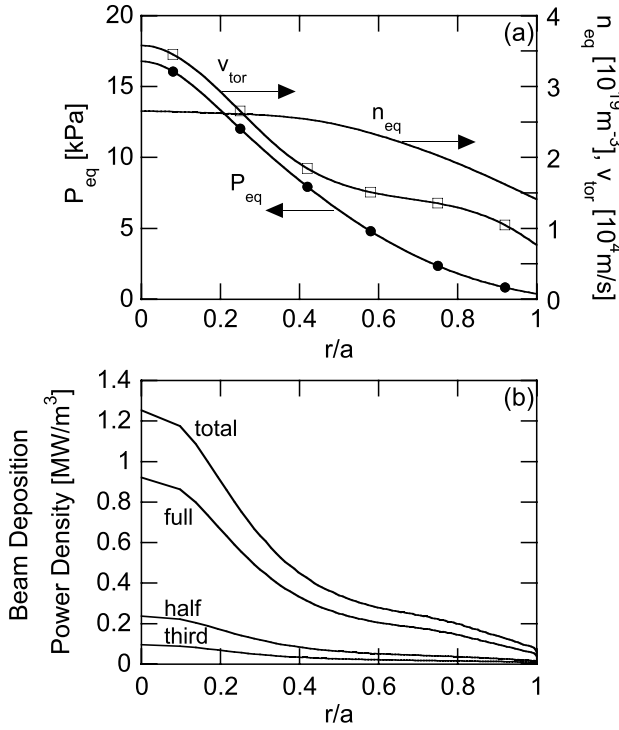 (a)
P_eq [kPa]
20
15
10
5
0
v_tor
n_eq
P_eq
n_eq [10^19 m^-3], v_tor [10^4 m/s]
4
3
2
1
0
0 0.2 0.4 0.6 0.8 1
r/a
(b)
Beam Deposition
Power Density [MW/m^3]
1.4
1.2
1
0.8
0.6
0.4
0.2
0
total
full
half
third
0 0.2 0.4 0.6 0.8 1
r/a